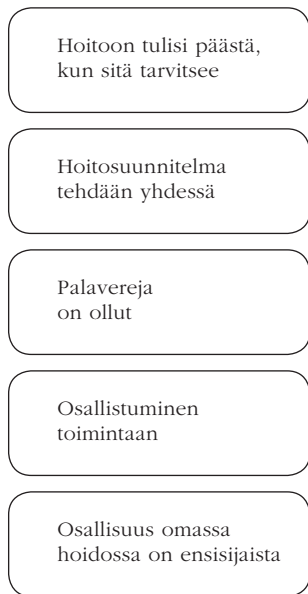 Hoitoon tulisi päästä,
kun sitä tarvitsee
Hoitosuunnitelma
tehdään yhdessä
Palavereja
on ollut
Osallistuminen
toimintaan
Osallisuus omassa
hoidossa on ensisijaista